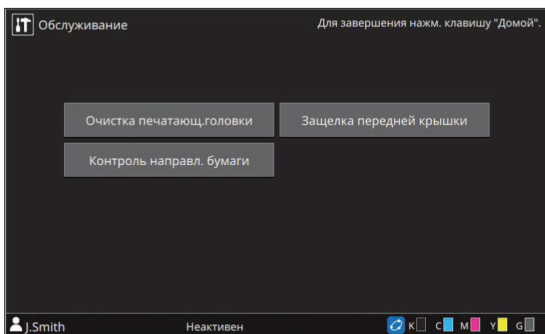 Обслуживание
Для завершения нажм. клавишу "Домой".
Очистка печатающ.головки
Защелка передней крышки
Контроль направл. бумаги
J.Smith
Неактивен
K C M Y G